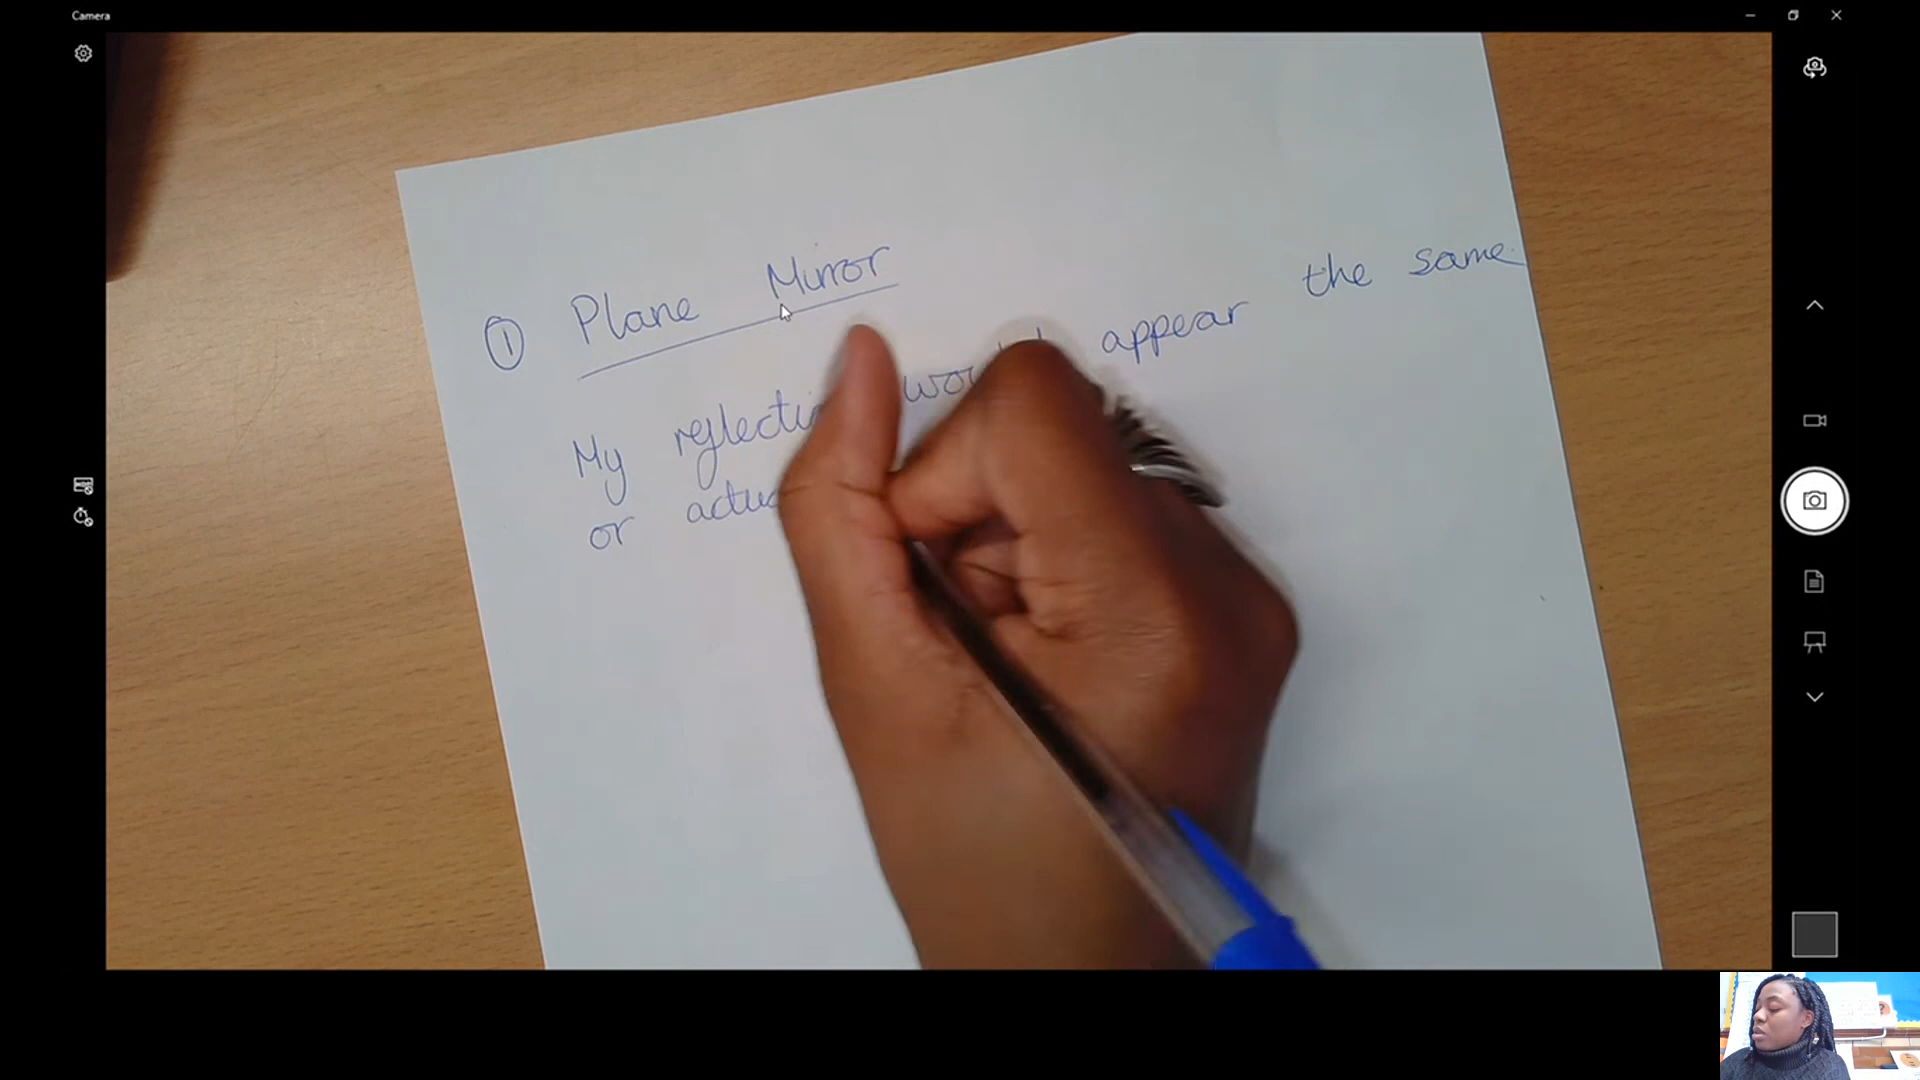 Camera
① Plane Mirror
My appear the same
or